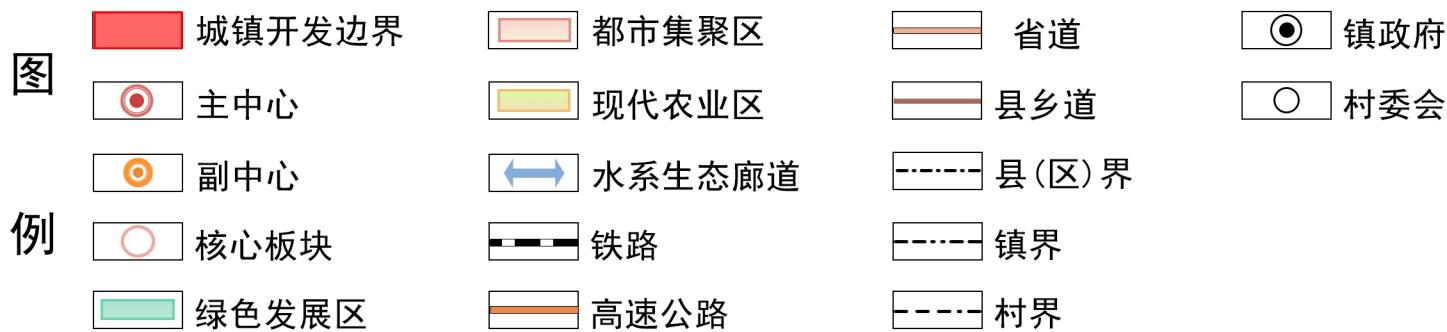 图例
城镇开发边界
主中心
副中心
核心板块
绿色发展区
都市集聚区
现代农业区
水系生态廊道
铁路
高速公路
省道
县乡道
县(区)界
镇界
村界
镇政府
村委会